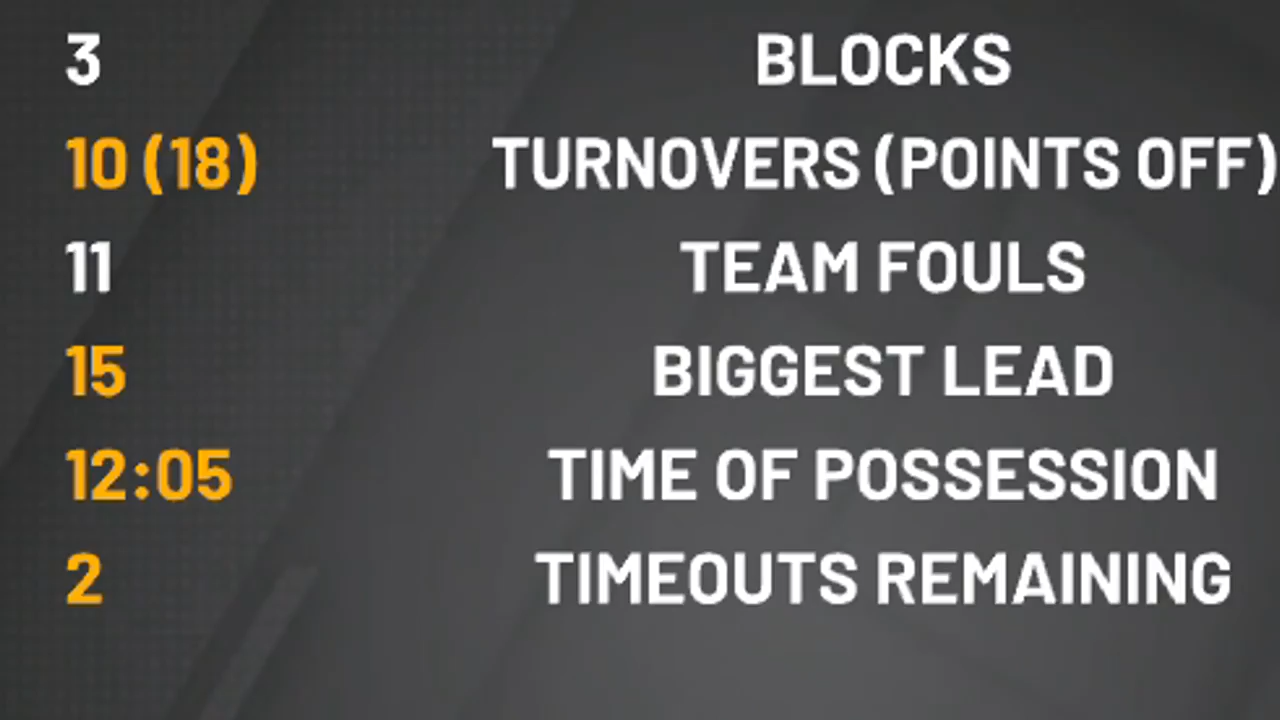 3 BLOCKS
10 (18) TURNOVERS (POINTS OFF)
11 TEAM FOULS
15 BIGGEST LEAD
12:05 TIME OF POSSESSION
2 TIMEOUTS REMAINING